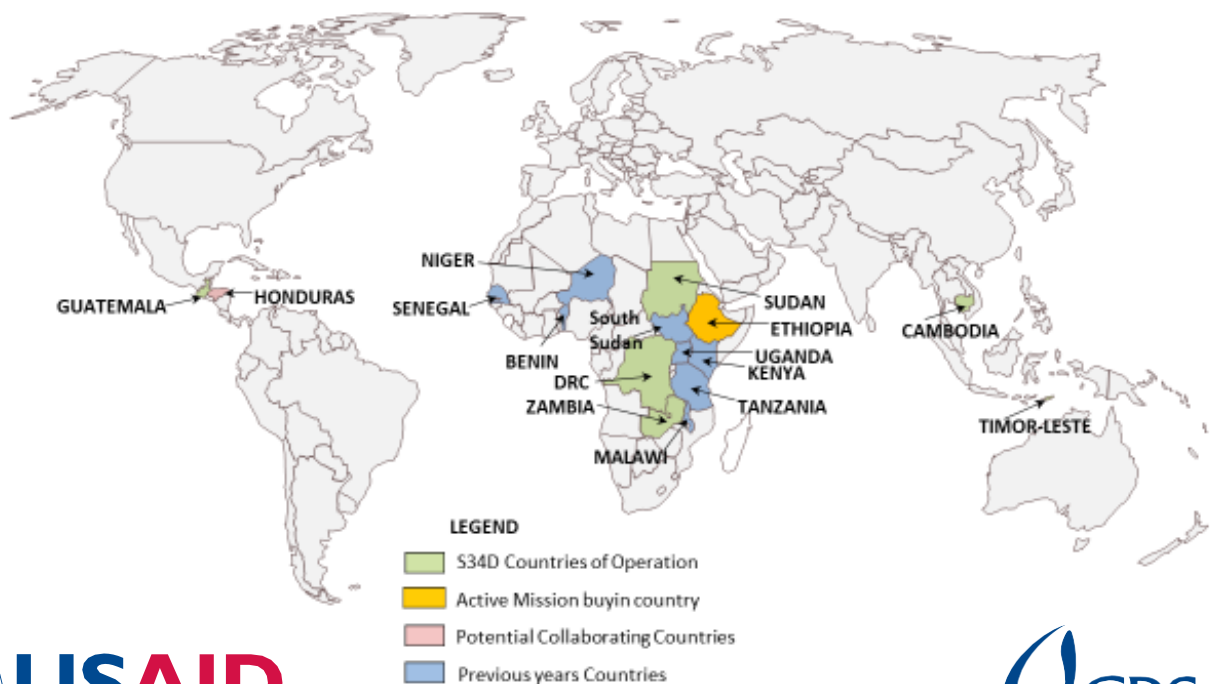 NIGER
SENEGAL
GUATEMALA
HONDURAS
BENIN
DRC
ZAMBIA
MALAWI
South
Sudan
SUDAN
ETHIOPIA
UGANDA
KENYA
TANZANIA
CAMBODIA
TIMOR-LESTE
LEGEND
S34D Countries of Operation
Active Mission buyin country
Potential Collaborating Countries
Previous years Countries
USAID
CRS